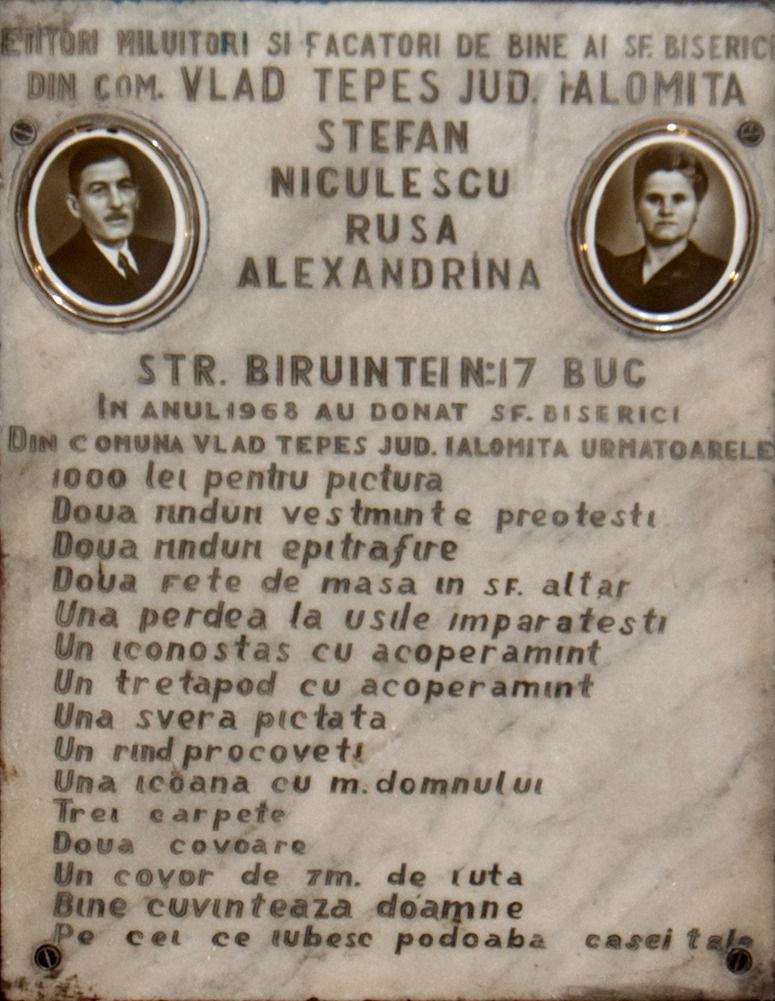 ETITORI MILUITORI SI FACATORI DE BINE AI SF. BISERICI
DIN COM. VLAD TEPES JUD. IALOMITA
STEFAN
NICULESCU
RUSA
ALEXANDRINA
STR. BIRUINTEI N:17 BUC
IN ANUL 1968 AU DONAT SF. BISERICI
DIN COMUNA VLAD TEPES JUD. IALOMITA URMATOARELE
1000 lei pentru pictura
Doua rinduri vestminte preotesti
Doua rinduri epitrafire
Doua fete de masa in SF. altar
Una perdea la usile imparatesti
Un iconostas cu acoperamint
Un tretapod cu acoperamint
Una svera pictata
Un rind procoveti
Una icoana cu m. domnului
Trei carpete
Doua covoare
Un covor de 7m. de iuta
Bine cuvinteaza doamne
Pe cei ce iubesc podoaba casei tale